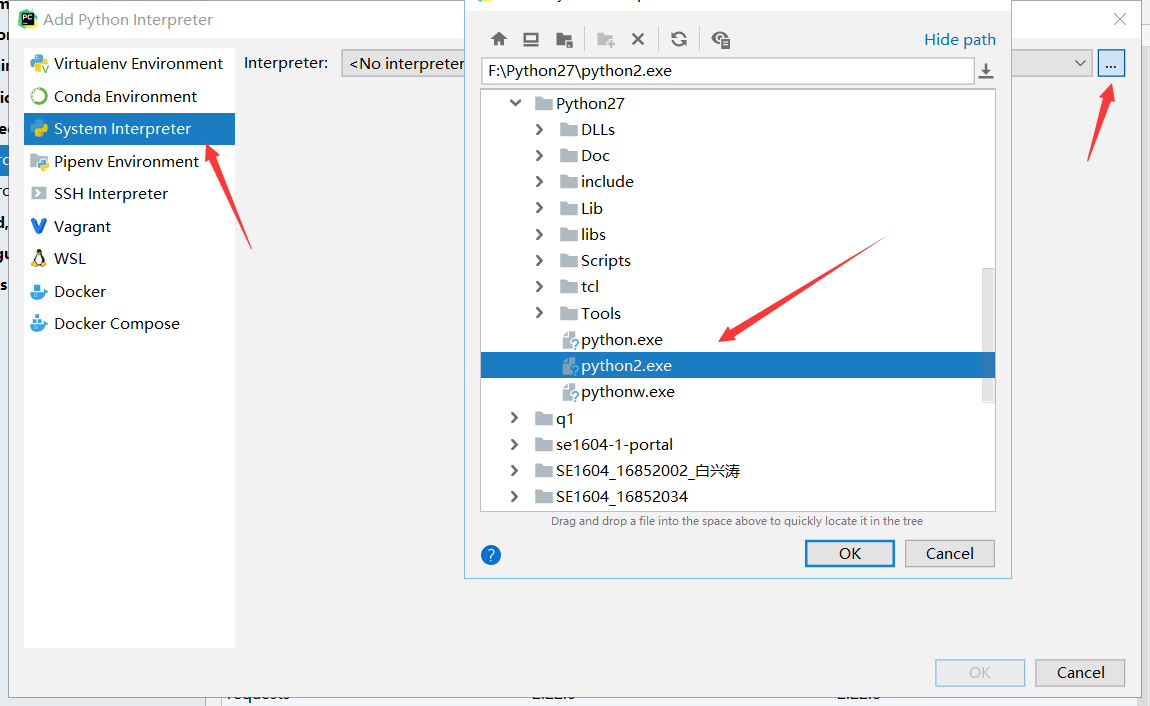 Add Python Interpreter
Virtualenv Environment
Conda Environment
System Interpreter
Pipenv Environment
SSH Interpreter
Vagrant
WSL
Docker
Docker Compose
Interpreter:
<No interpreter
...
Hide path
F:\Python27\python2.exe
Python27
DLLs
Doc
include
Lib
libs
Scripts
tcl
Tools
python.exe
python2.exe
pythonw.exe
q1
se1604-1-portal
SE1604_16852002_白兴涛
SE1604_16852034
Drag and drop a file into the space above to quickly locate it in the tree
?
OK
Cancel
OK
Cancel